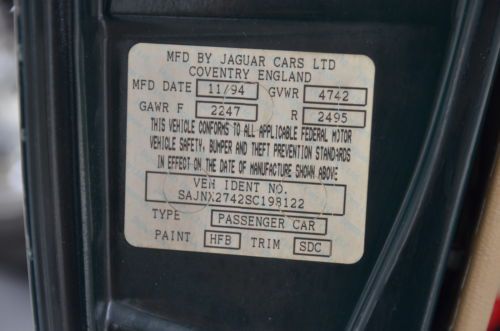 MFD BY JAGUAR CARS LTD
COVENTRY ENGLAND
MFD DATE 11/94 GVWR 4742
GAWR F 2247 R 2495
THIS VEHICLE CONFORMS TO ALL APPLICABLE FEDERAL MOTOR
VEHICLE SAFETY, BUMPER AND THEFT PREVENTION STANDARDS
IN EFFECT ON THE DATE OF MANUFACTURE SHOWN ABOVE
VEH IDENT NO.
SAJNX2742SC198122
TYPE PASSENGER CAR
PAINT HFB TRIM SDC